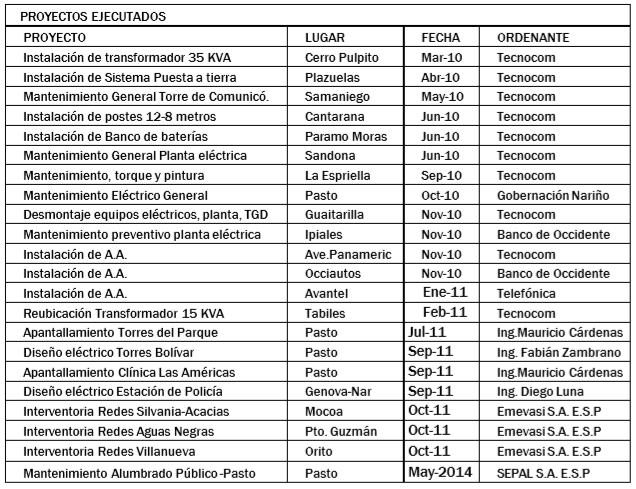 PROYECTOS EJECUTADOS
PROYECTO LUGAR FECHA ORDENANTE
Instalación de transformador 35 KVA Cerro Pulpito Mar-10 Tecnocom
Instalación de Sistema Puesta a tierra Plazuelas Abr-10 Tecnocom
Mantenimiento General Torre de Comunicó. Samaniego May-10 Tecnocom
Instalación de postes 12-8 metros Cantarana Jun-10 Tecnocom
Instalación de Banco de baterías Paramo Moras Jun-10 Tecnocom
Mantenimiento General Planta eléctrica Sandona Jun-10 Tecnocom
Mantenimiento, torque y pintura La Espriella Sep-10 Tecnocom
Mantenimiento Eléctrico General Pasto Oct-10 Gobernación Nariño
Desmontaje equipos eléctricos, planta, TGD Guaitarilla Nov-10 Tecnocom
Mantenimiento preventivo planta eléctrica Ipiales Nov-10 Banco de Occidente
Instalación de A.A. Ave.Panameric Nov-10 Tecnocom
Instalación de A.A. Occiautos Nov-10 Banco de Occidente
Instalación de A.A. Avantel Ene-11 Telefónica
Reubicación Transformador 15 KVA Tabiles Feb-11 Tecnocom
Apantallamiento Torres del Parque Pasto Jul-11 Ing.Mauricio Cárdenas
Diseño eléctrico Torres Bolívar Pasto Sep-11 Ing. Fabián Zambrano
Apantallamiento Clínica Las Américas Pasto Sep-11 Ing.Mauricio Cárdenas
Diseño eléctrico Estación de Policía Genova-Nar Sep-11 Ing. Diego Luna
Interventoria Redes Silvania-Acacias Mocoa Oct-11 Emevasi S.A. E.S.P
Interventoria Redes Aguas Negras Pto. Guzmán Oct-11 Emevasi S.A. E.S.P
Interventoria Redes Villanueva Orito Oct-11 Emevasi S.A. E.S.P
Mantenimiento Alumbrado Público -Pasto Pasto May-2014 SEPAL S.A. E.S.P